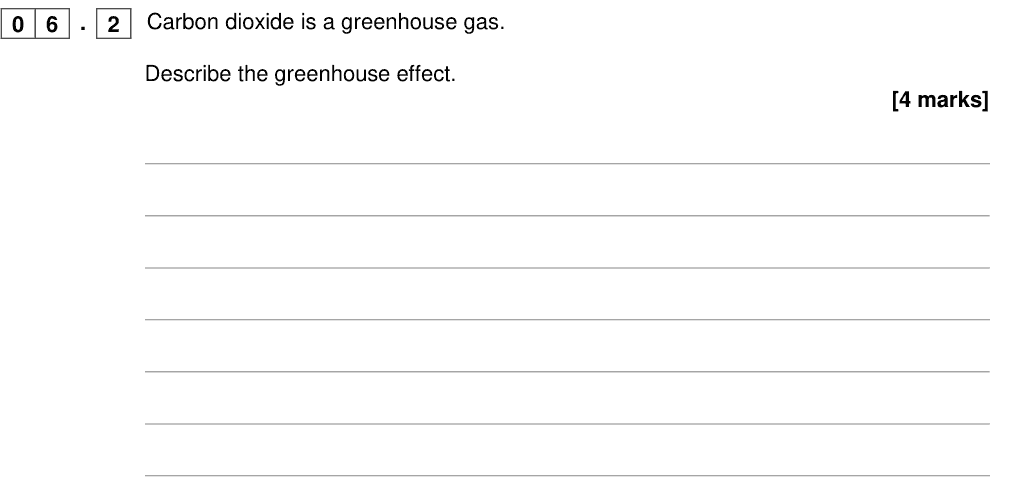 0 6 . 2 Carbon dioxide is a greenhouse gas.
Describe the greenhouse effect.
[4 marks]